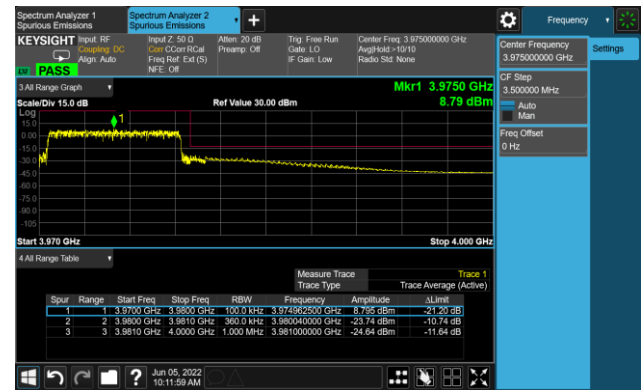 Spectrum Analyzer 1
Spurious Emissions
Spectrum Analyzer 2
Spurious Emissions
Frequency
KEYSIGHT
Input: RF
Coupling: DC
Align: Auto
Input Z: 50 Ω
Corr CCorr RCal
Freq Ref: Ext (S)
NFE: Off
Atten: 20 dB
Preamp: Off
Trig: Free Run
Gate: LO
IF Gain: Low
Center Freq: 3.975000000 GHz
Avg|Hold:>10/10
Radio Std: None
PASS
Center Frequency
3.975000000 GHz
Settings
CF Step
3.500000 MHz
Auto
Man
Freq Offset
0 Hz
3 All Range Graph
Mkr1 3.9750 GHz
Scale/Div 15.0 dB
Ref Value 30.00 dBm
8.79 dBm
Log
15.0
0.00
-15.0
-30.0
-45.0
-60.0
-75.0
-90.0
-105
1
Start 3.970 GHz
Stop 4.000 GHz
4 All Range Table
Measure Trace Trace 1
Trace Type Trace Average (Active)
Spur Range Start Freq Stop Freq RBW Frequency Amplitude ΔLimit
1 1 3.9700 GHz 3.9800 GHz 100.0 kHz 3.974962500 GHz 8.795 dBm -21.20 dB
2 2 3.9800 GHz 3.9810 GHz 360.0 kHz 3.980040000 GHz -23.74 dBm -10.74 dB
3 3 3.9810 GHz 4.0000 GHz 1.000 MHz 3.981000000 GHz -24.64 dBm -11.64 dB
Jun 05, 2022
10:11:59 AM